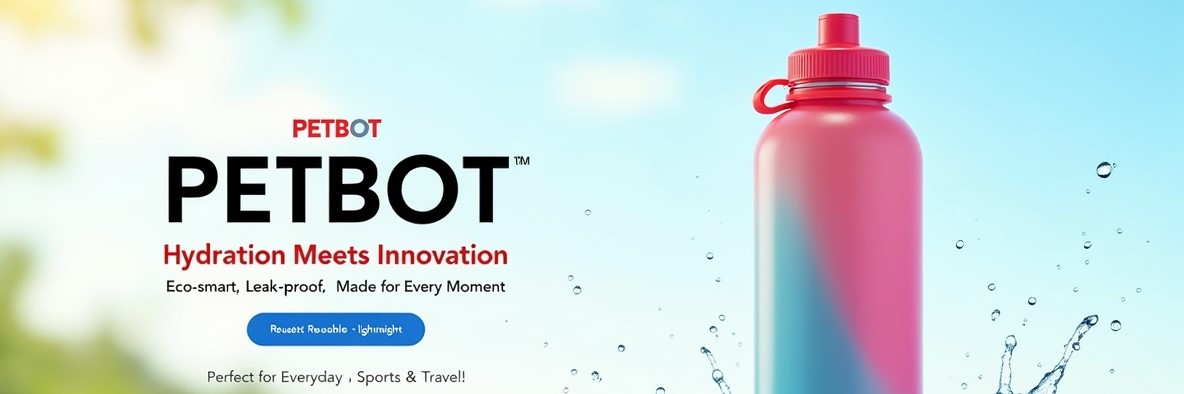 PETBOT
PETBOT™
Hydration Meets Innovation
Eco-smart, Leak-proof, Made for Every Moment
Perfect for Everyday , Sports & Travel!